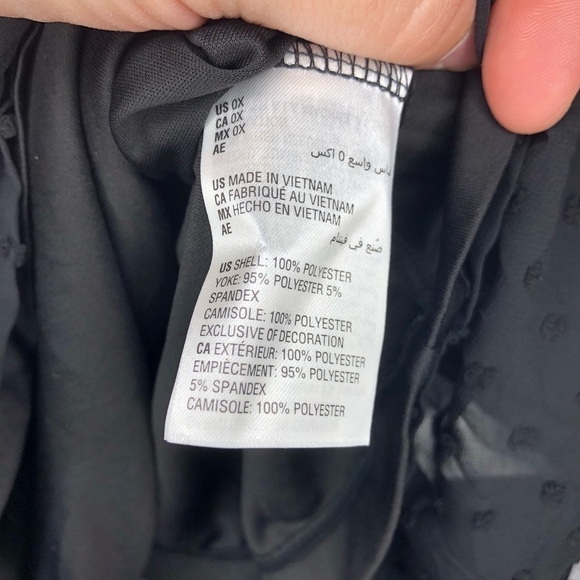 US 0X
CA 0X
MX 0X
AE
اس واسع 0 اكس
US MADE IN VIETNAM
CA FABRIQUÉ AU VIETNAM
MX HECHO EN VIETNAM
AE
صُنع في فيتنام
US SHELL: 100% POLYESTER
YOKE: 95% POLYESTER 5%
SPANDEX
CAMISOLE: 100% POLYESTER
EXCLUSIVE OF DECORATION
CA EXTÉRIEUR: 100% POLYESTER
EMPIÈCEMENT: 95% POLYESTER
5% SPANDEX
CAMISOLE: 100% POLYESTER